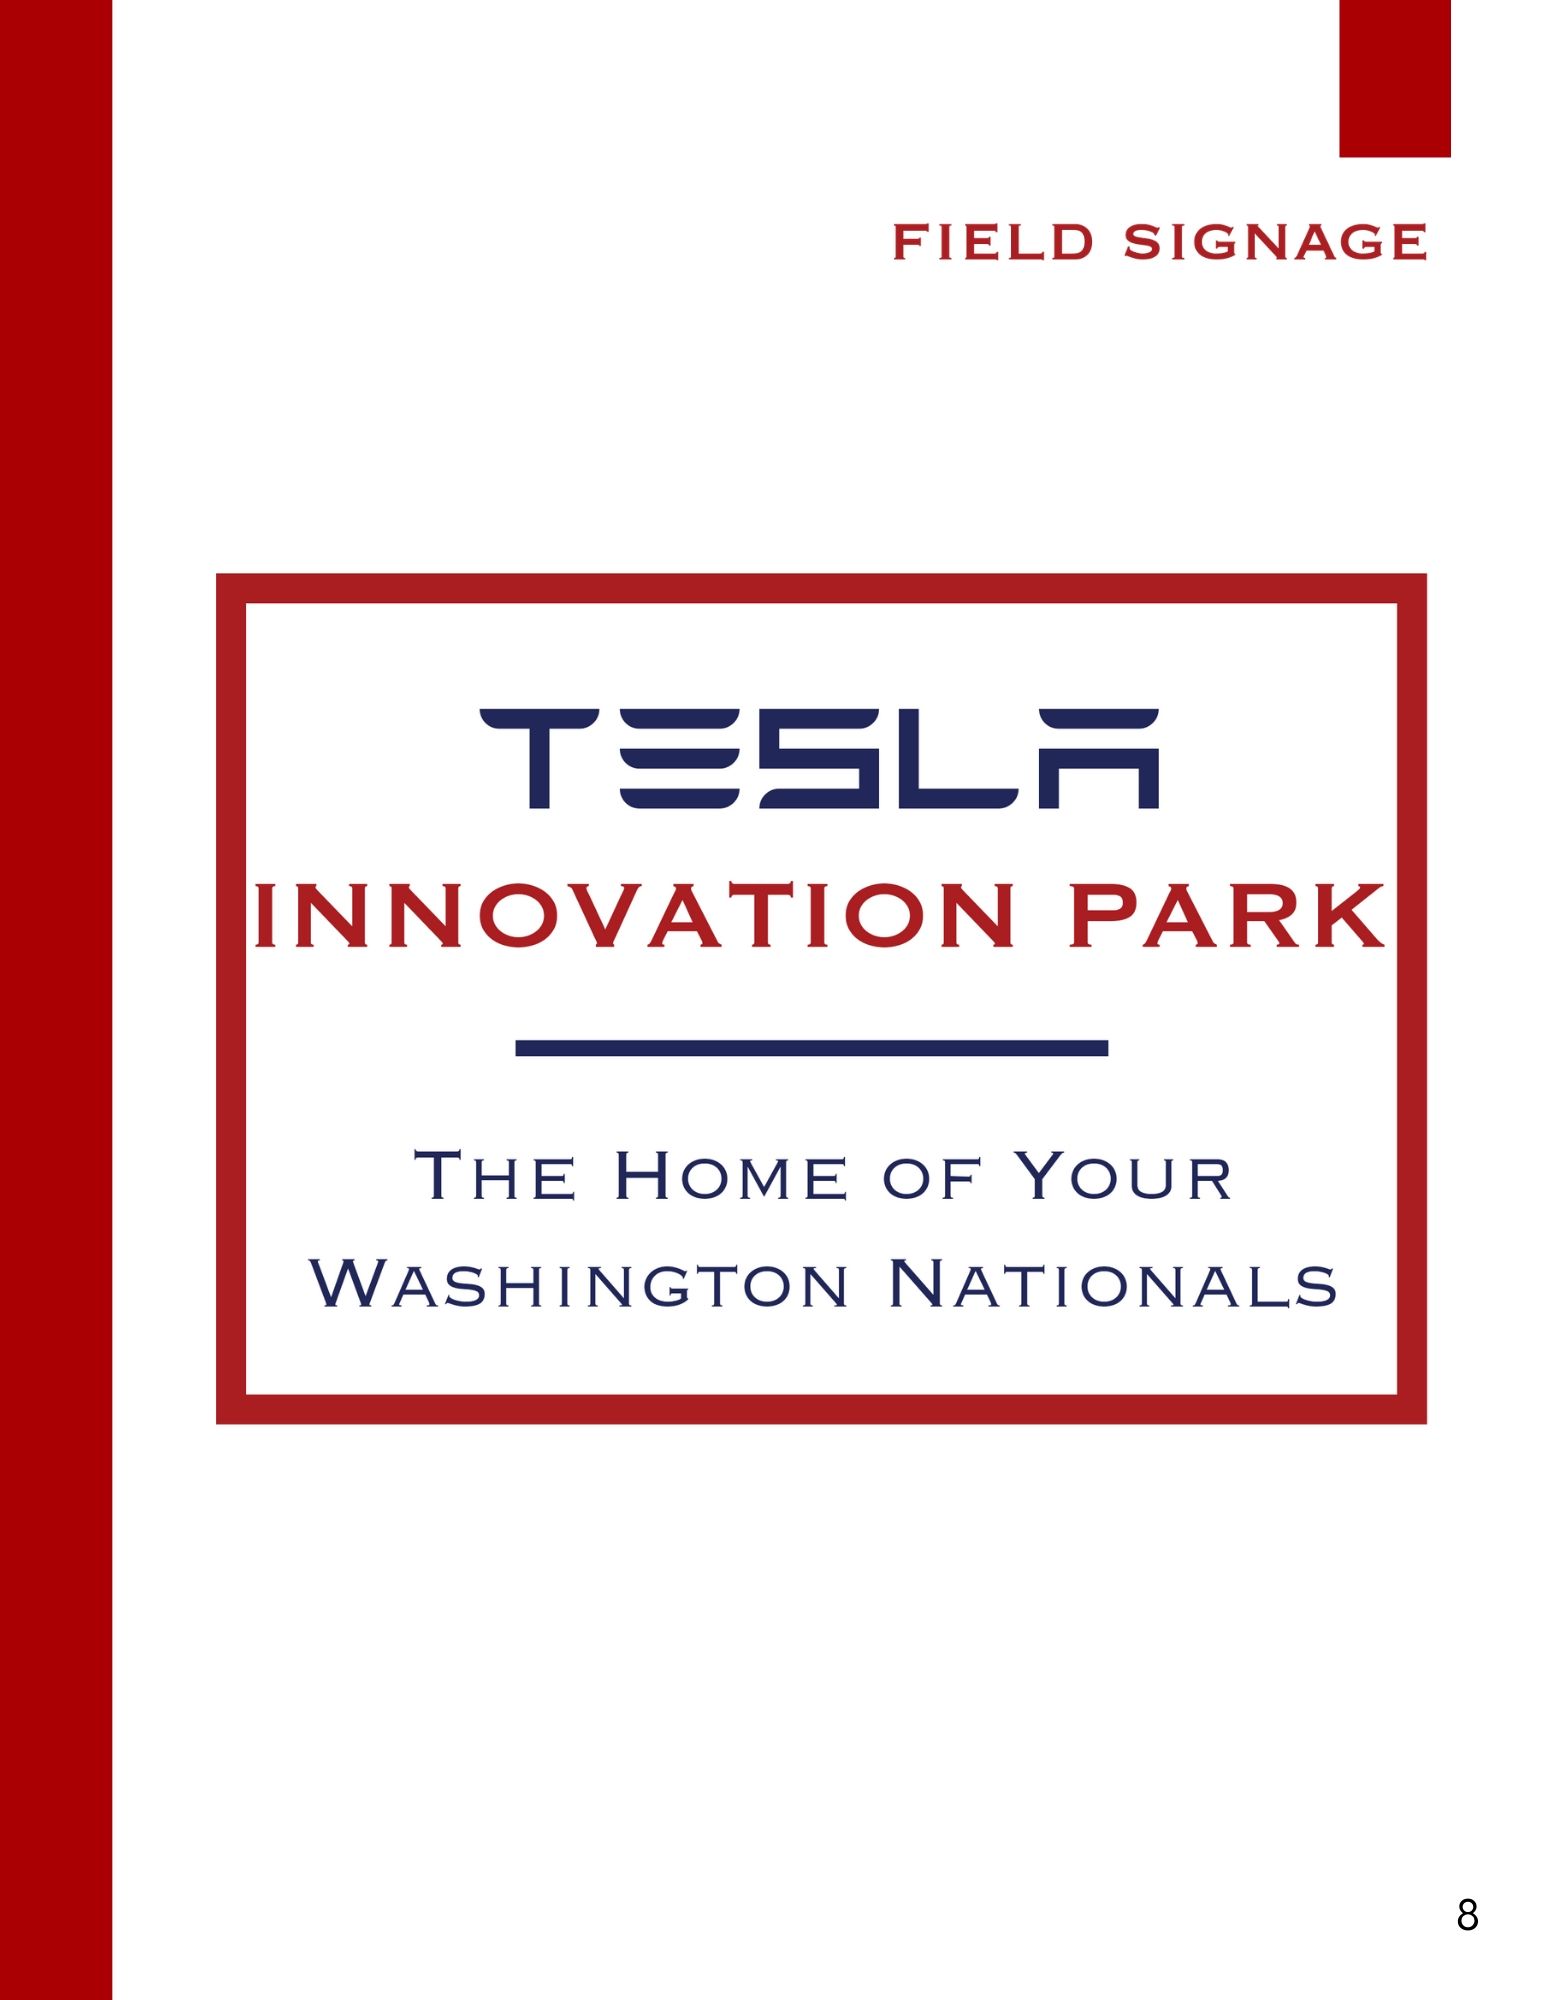 FIELD SIGNAGE
TESLA
INNOVATION PARK
The Home of Your
Washington Nationals
8